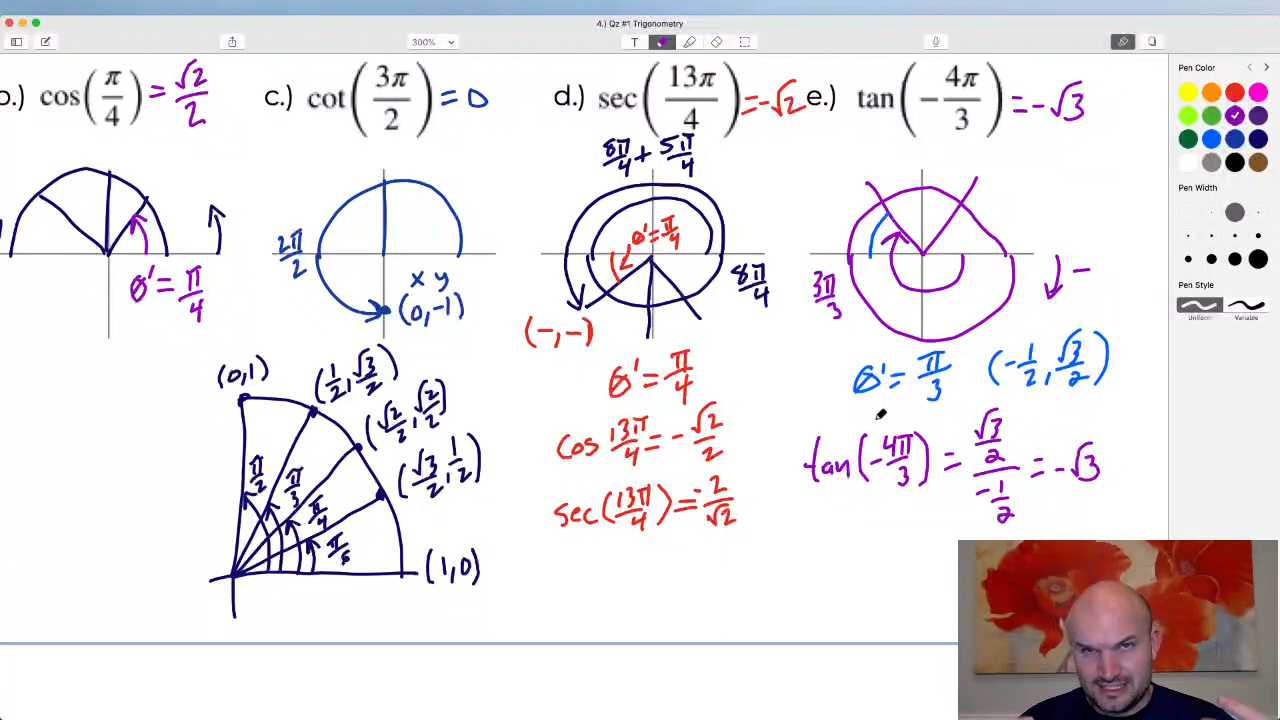 4.) Qz #1 Trigonometry
300%
T
o.) cos(π/4) = √2/2
c.) cot(3π/2) = 0
d.) sec(13π/4) = -√2
e.) tan(-4π/3) = -√3
8π/4 + 5π/4
θ' = π/4
2π/2
x y
(0,-1)
θ' = π/4
8π/4
(-,-)
3π/3
-
θ' = π/4
cos 13π/4 = -√2/2
sec(13π/4) = -2/√2
θ' = π/3
(-1/2, √3/2)
tan(-4π/3) = (√3/2)/(-1/2) = -√3
(0,1)
(1/2, √3/2)
(√2/2, √2/2)
(√3/2, 1/2)
π/2
π/3
π/4
π/6
(1,0)
Pen Color
Pen Width
Pen Style
Uniform
Variable